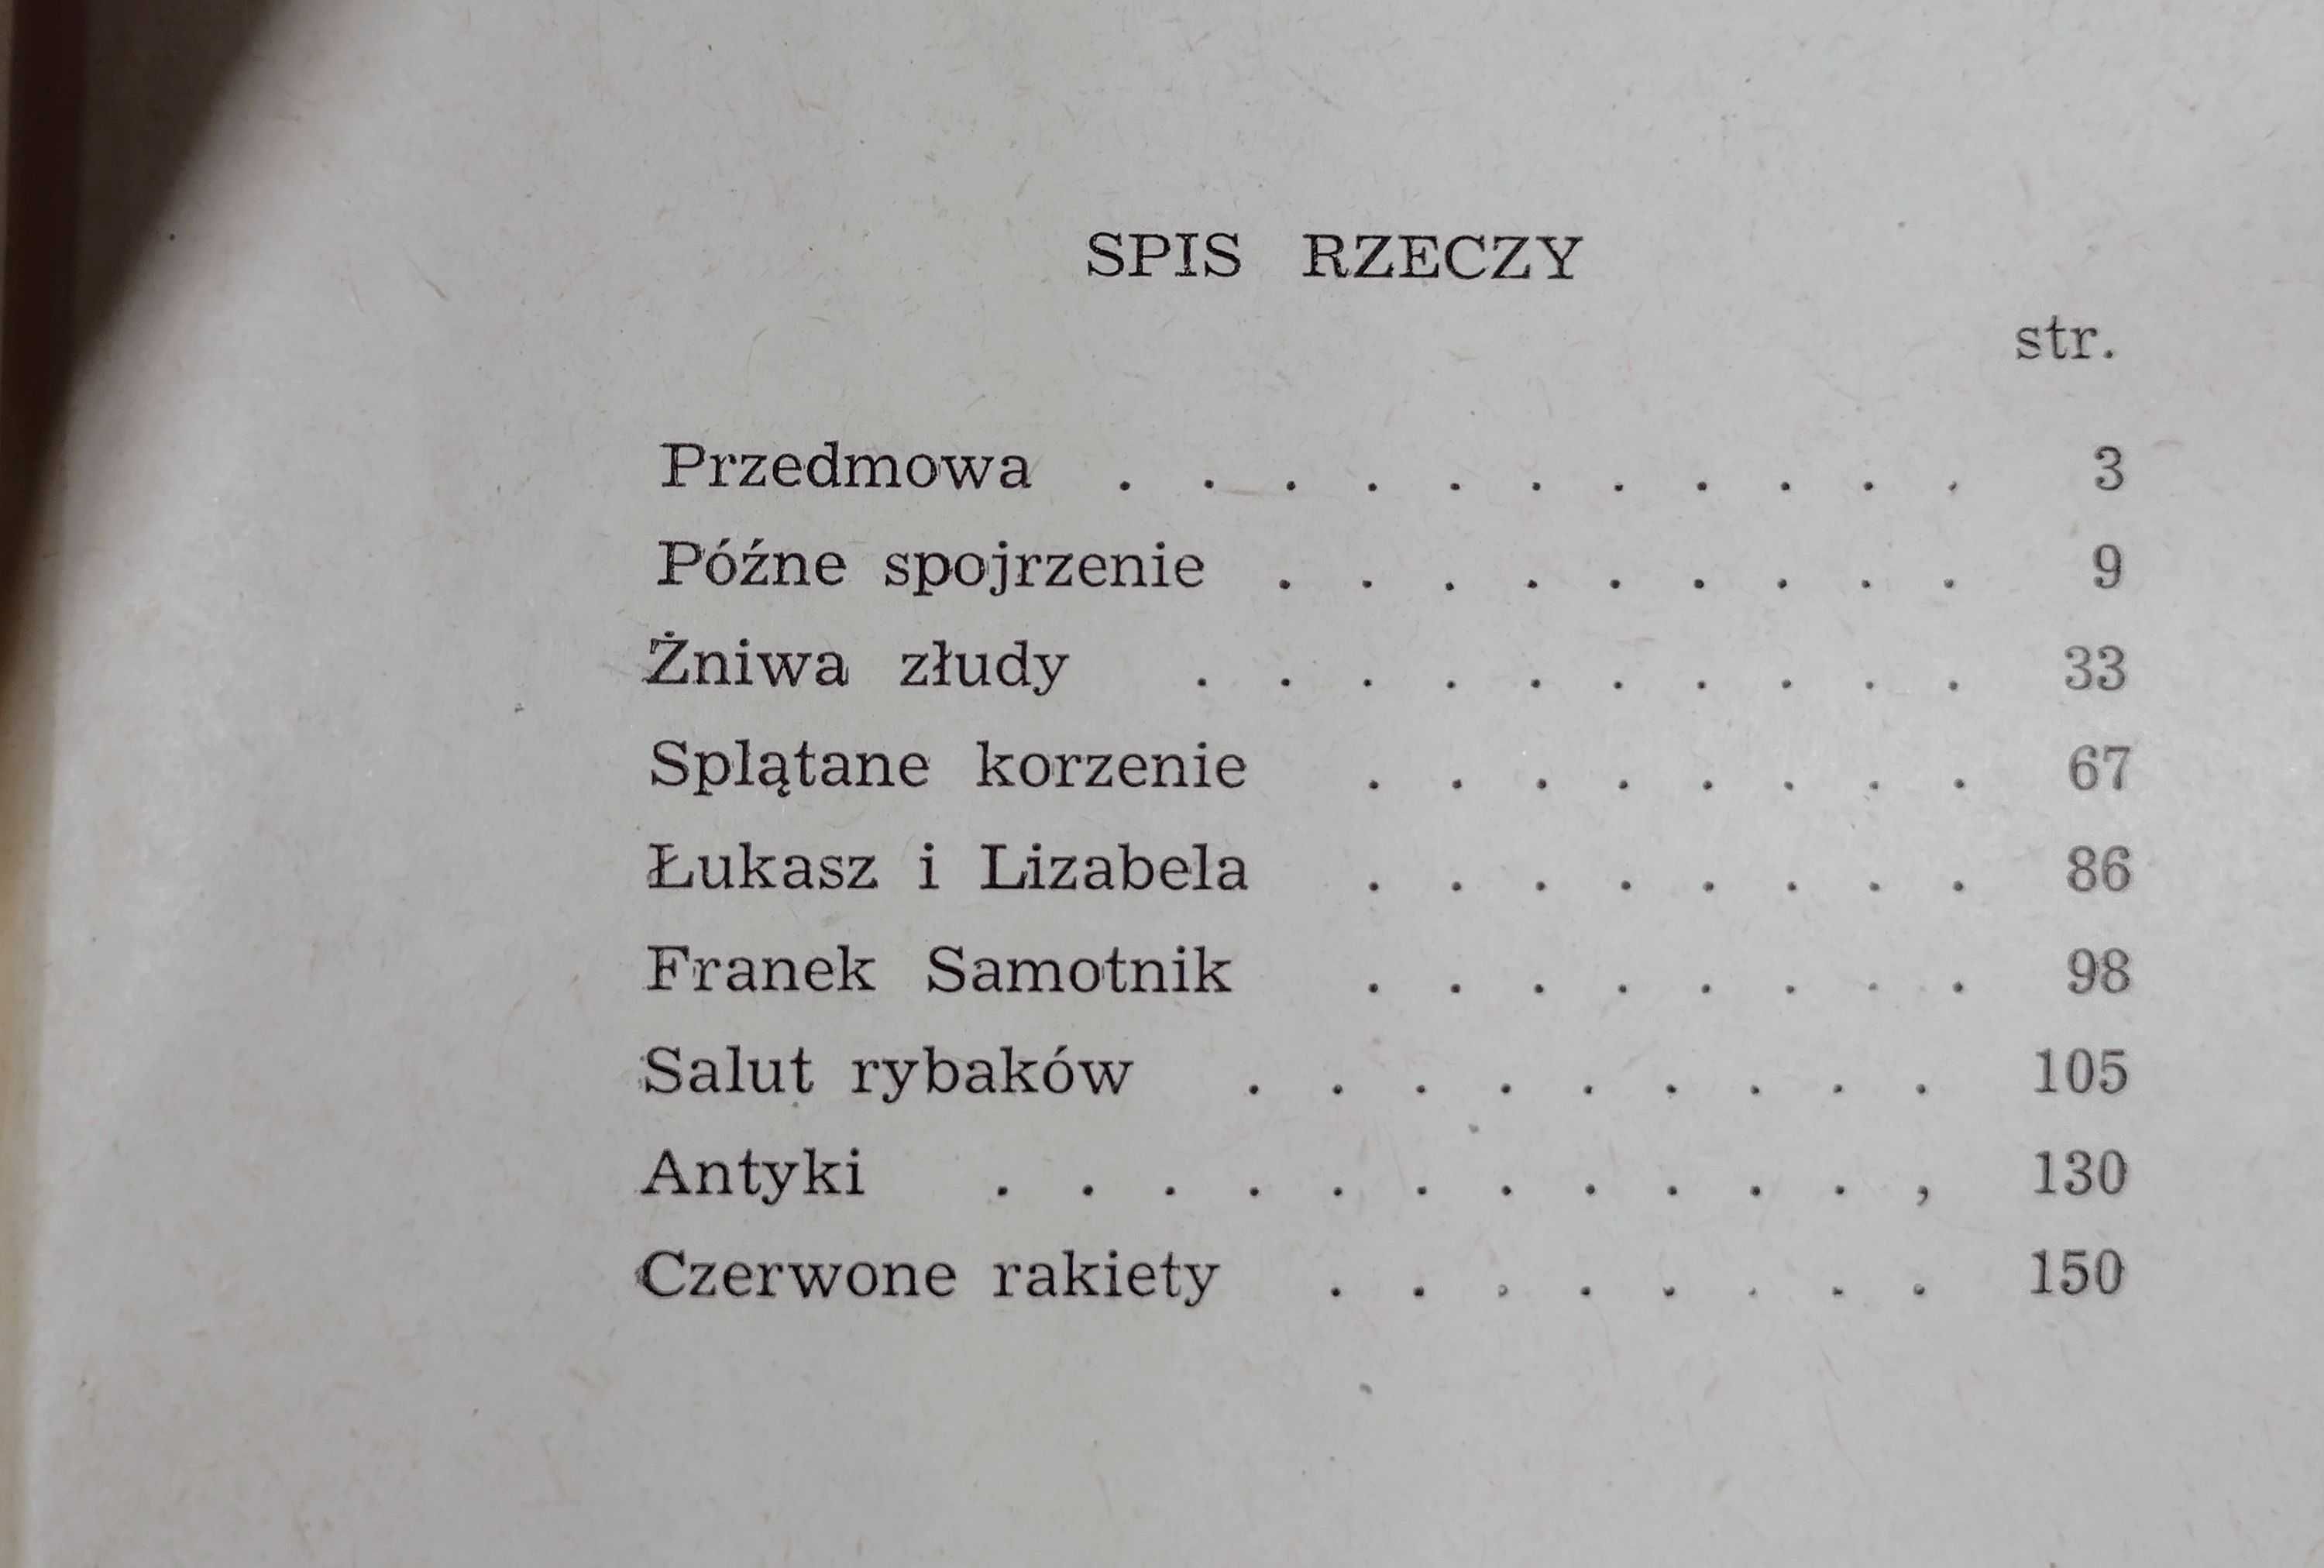 SPIS RZECZY
str.
Przedmowa . . . . . . . . . . . 3
Późne spojrzenie . . . . . . . . . 9
Żniwa złudy . . . . . . . . . . 33
Splątane korzenie . . . . . . . . 67
Łukasz i Lizabela . . . . . . . . 86
Franek Samotnik . . . . . . . . 98
Salut rybaków . . . . . . . . . 105
Antyki . . . . . . . . . . . , 130
Czerwone rakiety . . . . . . . . 150